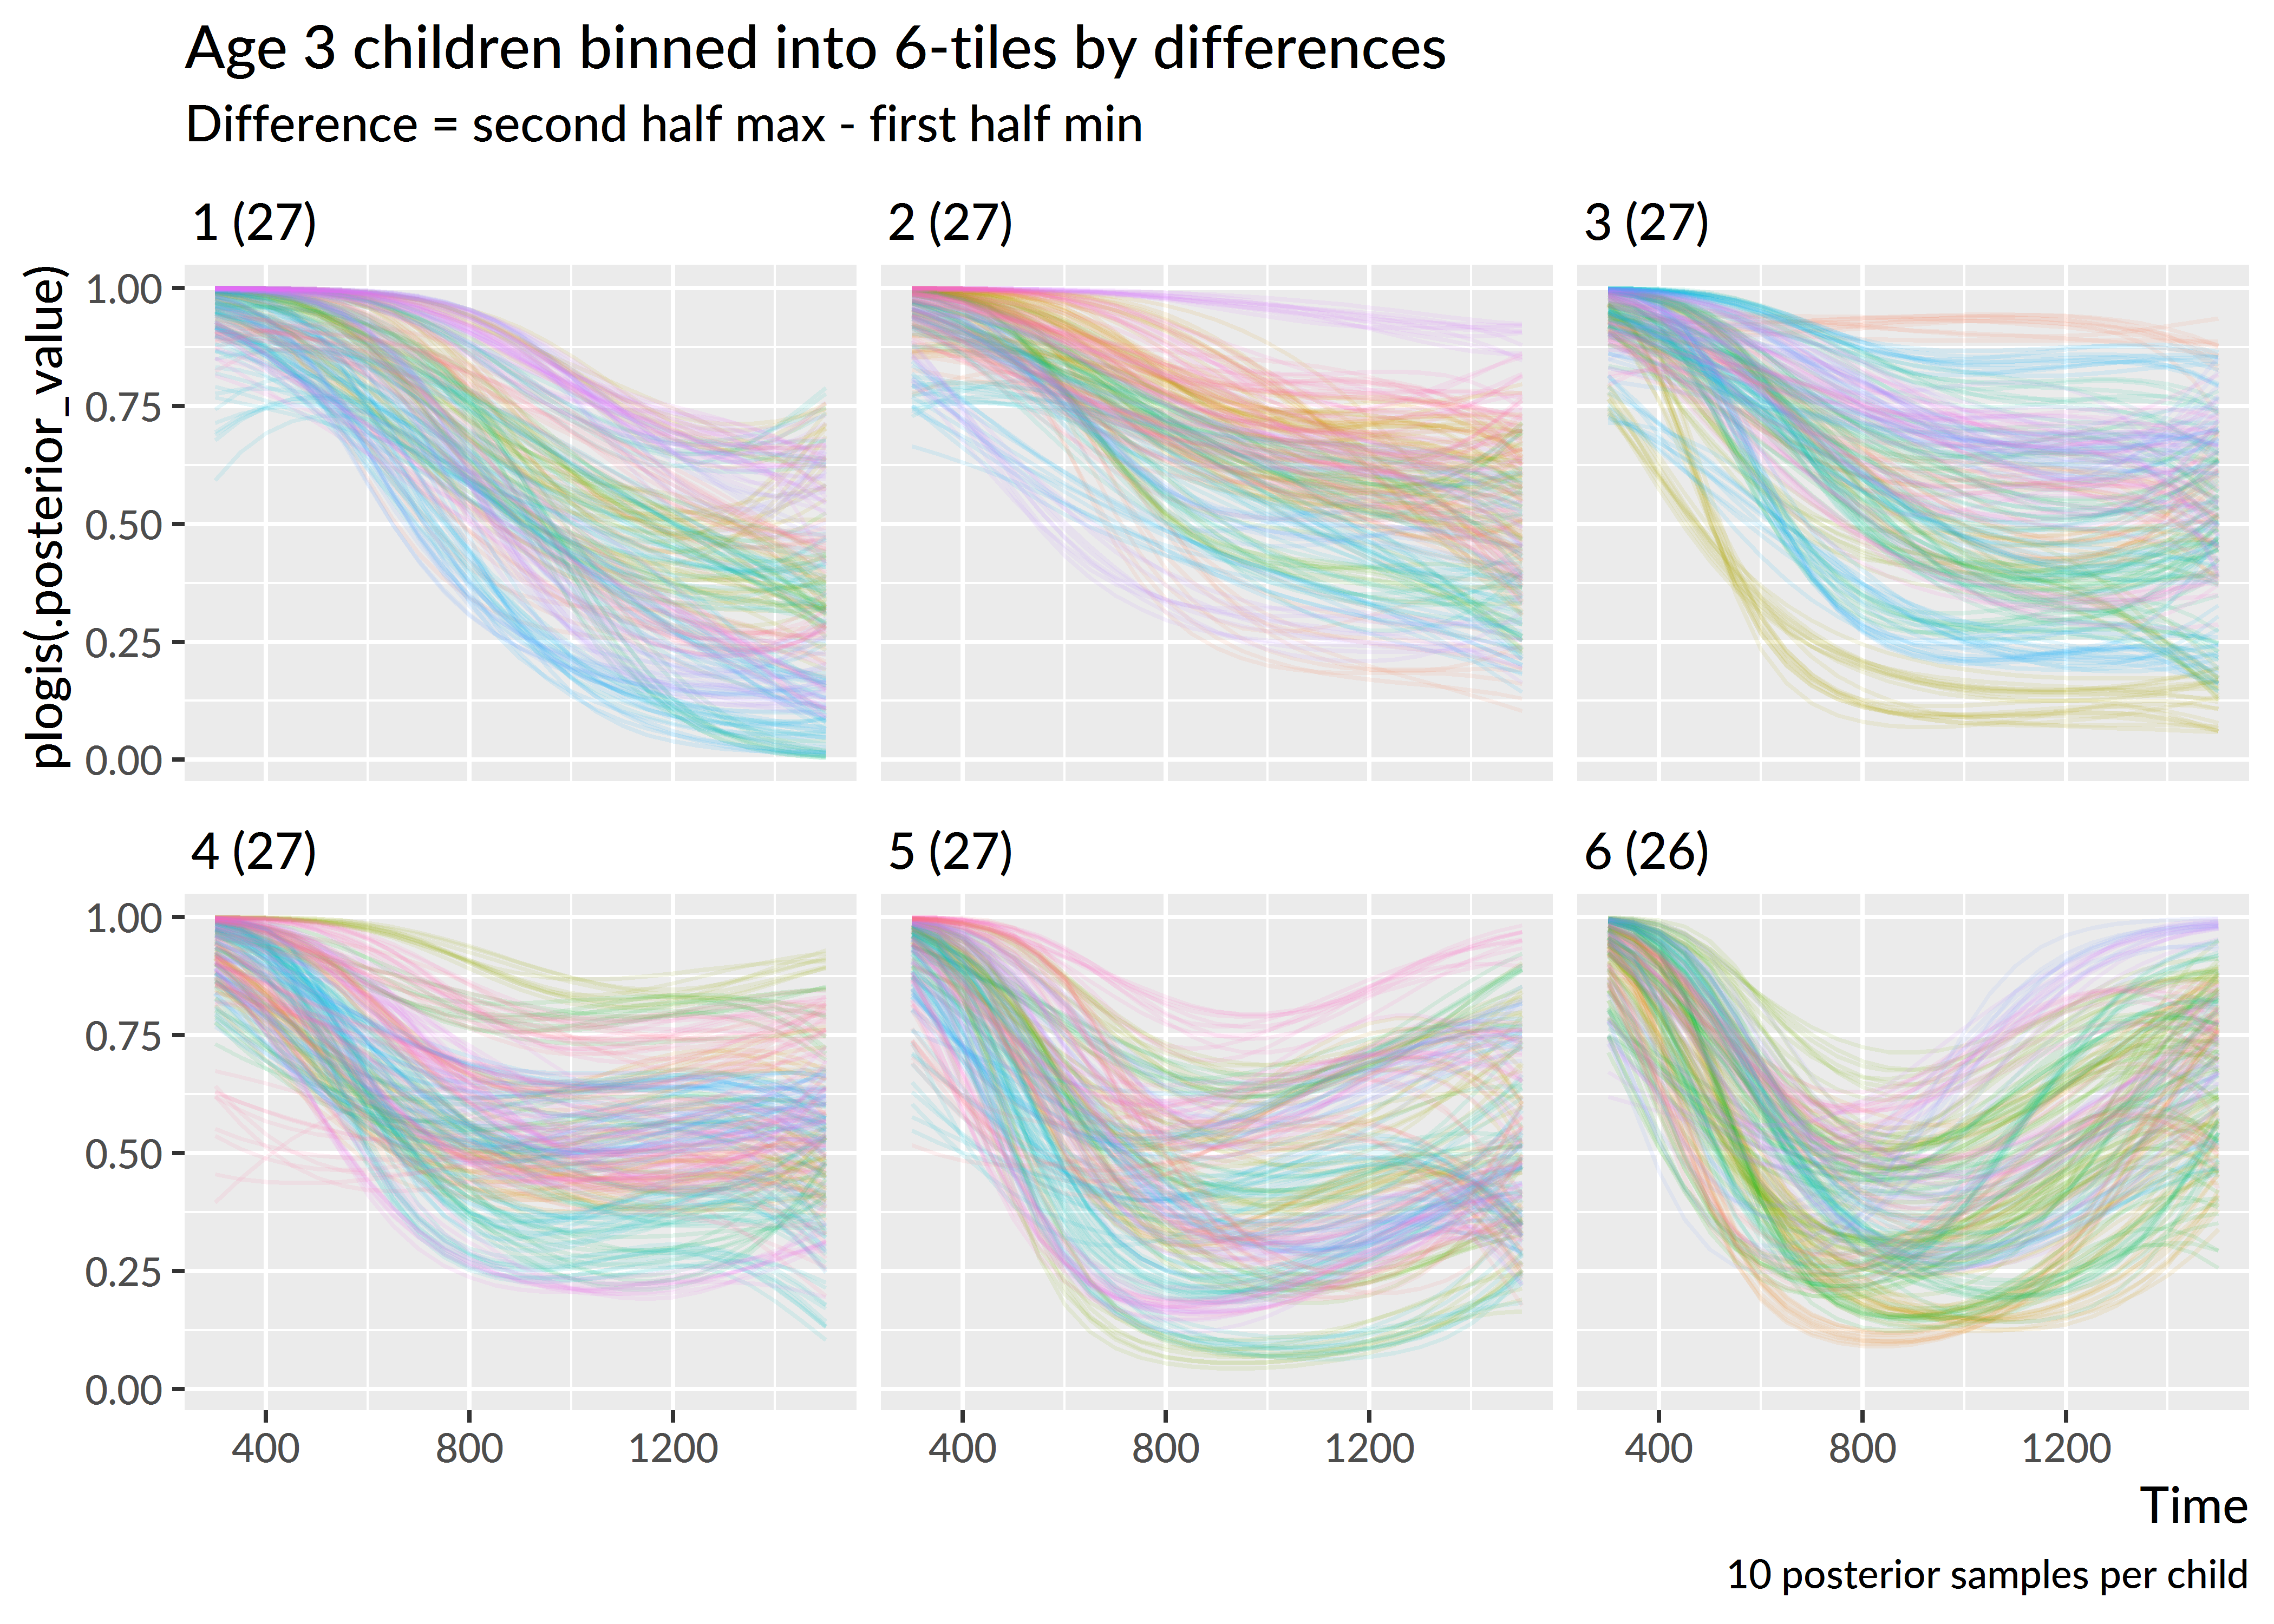 Age 3 children binned into 6-tiles by differences
Difference = second half max - first half min
1 (27)
2 (27)
3 (27)
plogis(.posterior_value)
1.00
0.75
0.50
0.25
0.00
4 (27)
5 (27)
6 (26)
1.00
0.75
0.50
0.25
0.00
400 800 1200
400 800 1200
400 800 1200
Time
10 posterior samples per child